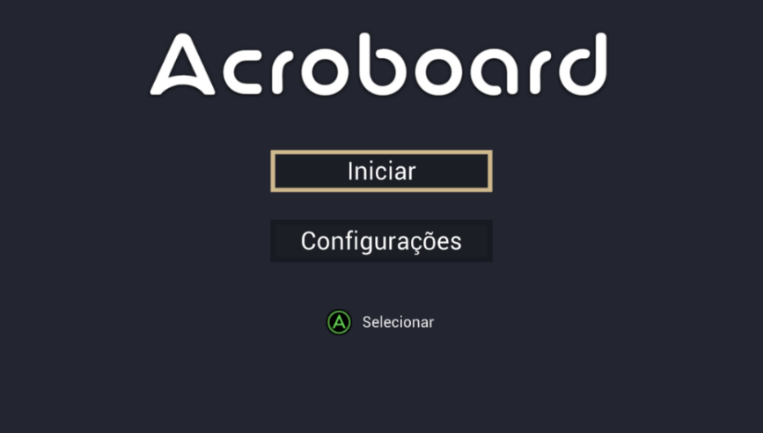 Acroboard
Iniciar
Configurações
A Selecionar